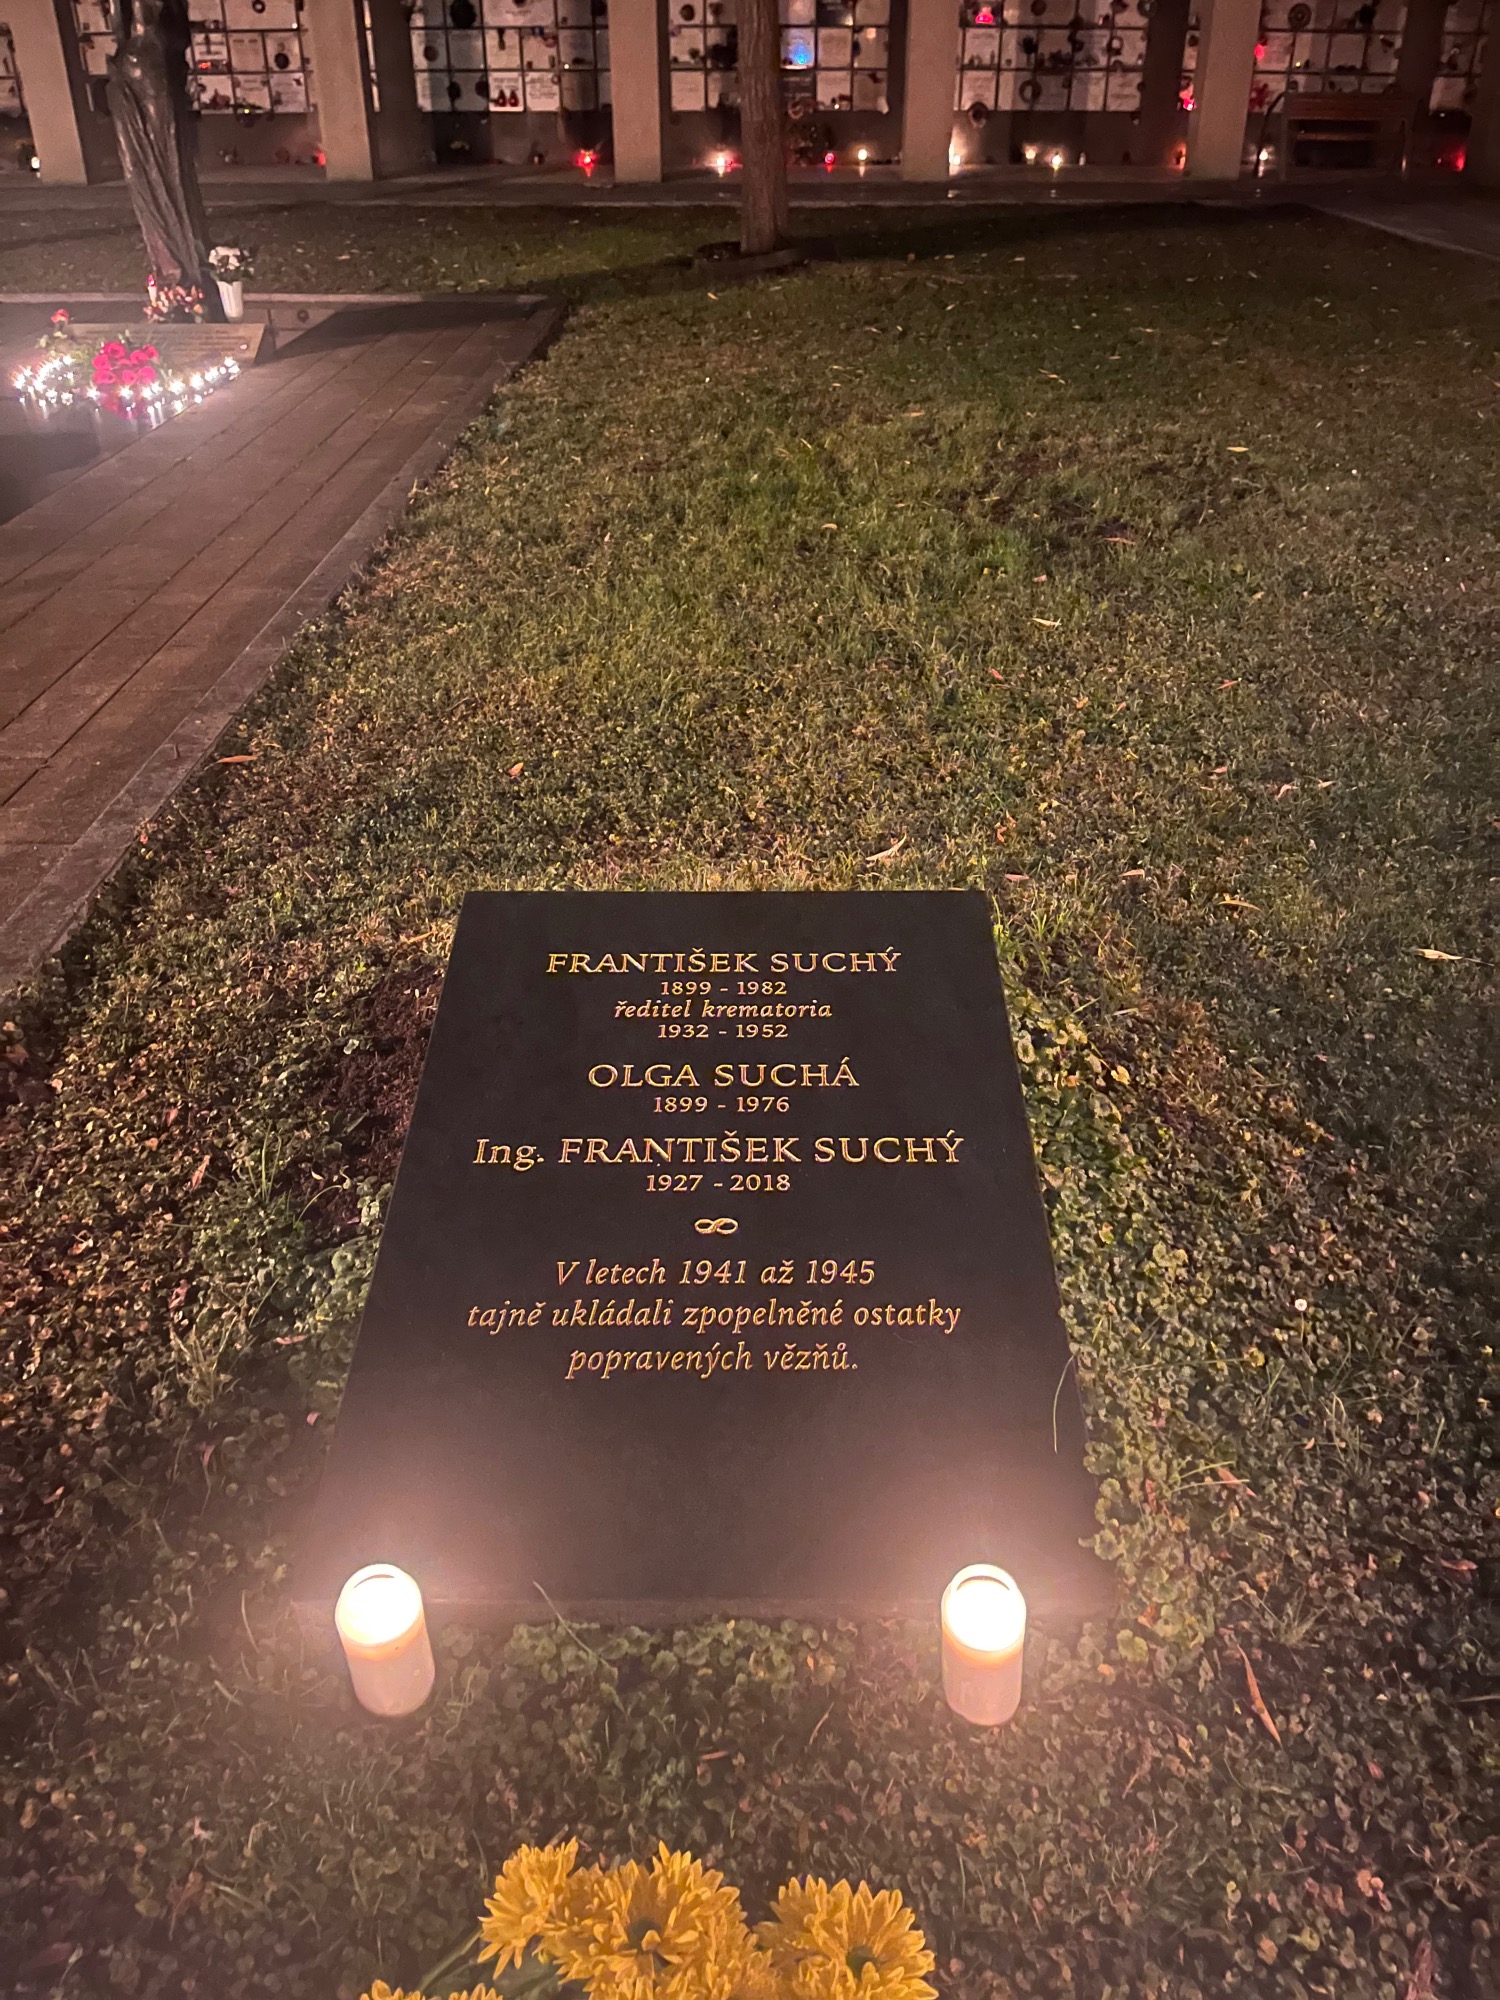 FRANTIŠEK SUCHÝ
1899 - 1982
ředitel krematoria
1932 - 1952
OLGA SUCHÁ
1899 - 1976
Ing. FRANTIŠEK SUCHÝ
1927 - 2018
V letech 1941 až 1945
tajně ukládali zpopelněné ostatky
popravených vězňů.